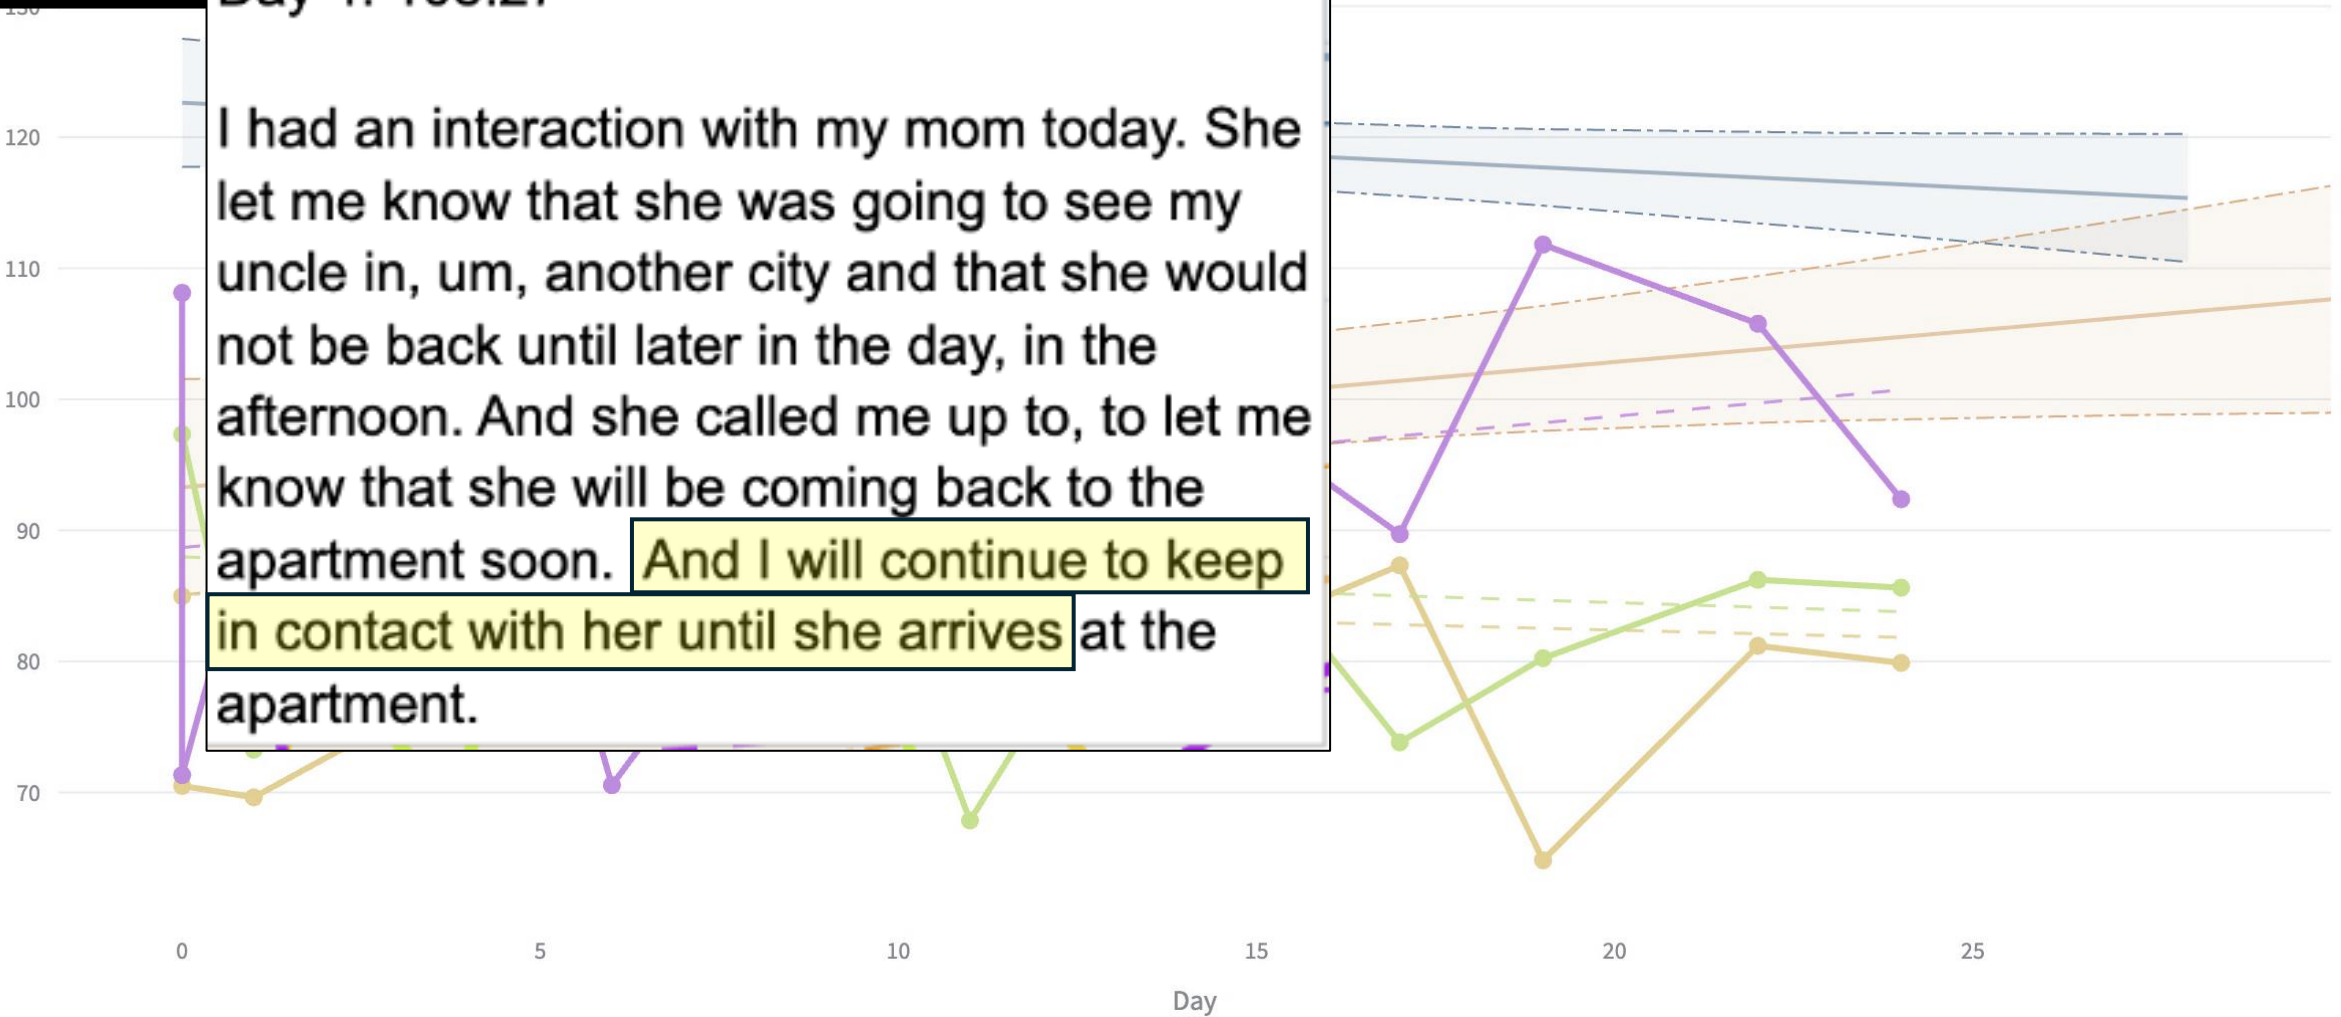 130
120
110
100
90
80
70
I had an interaction with my mom today. She
let me know that she was going to see my
uncle in, um, another city and that she would
not be back until later in the day, in the
afternoon. And she called me up to, to let me
know that she will be coming back to the
apartment soon. And I will continue to keep
in contact with her until she arrives at the
apartment.
0 5 10 15 20 25
Day